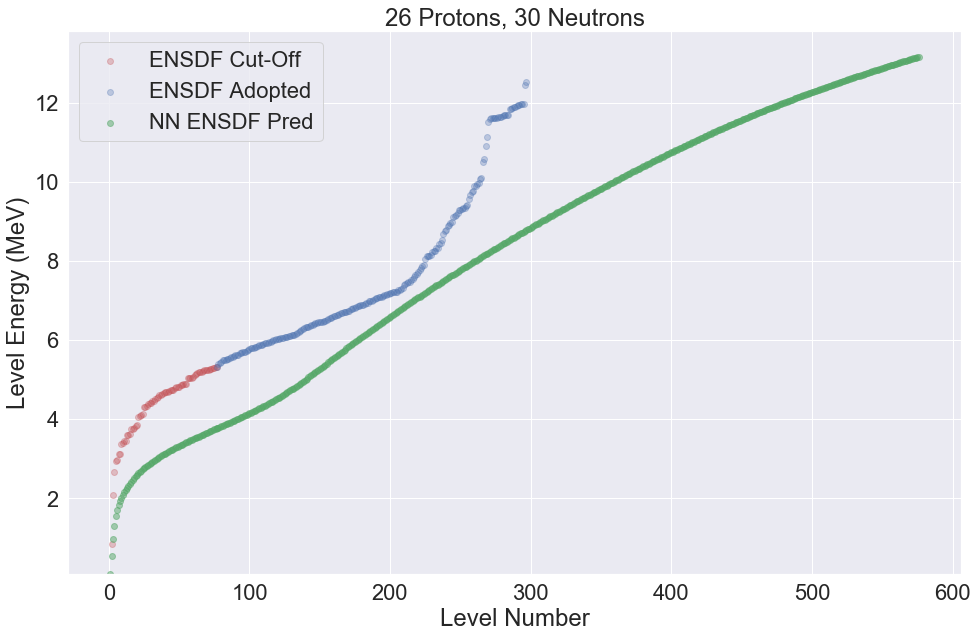 26 Protons, 30 Neutrons
ENSDF Cut-Off
ENSDF Adopted
NN ENSDF Pred
Level Energy (MeV)
12
10
8
6
4
2
0 100 200 300 400 500 600
Level Number